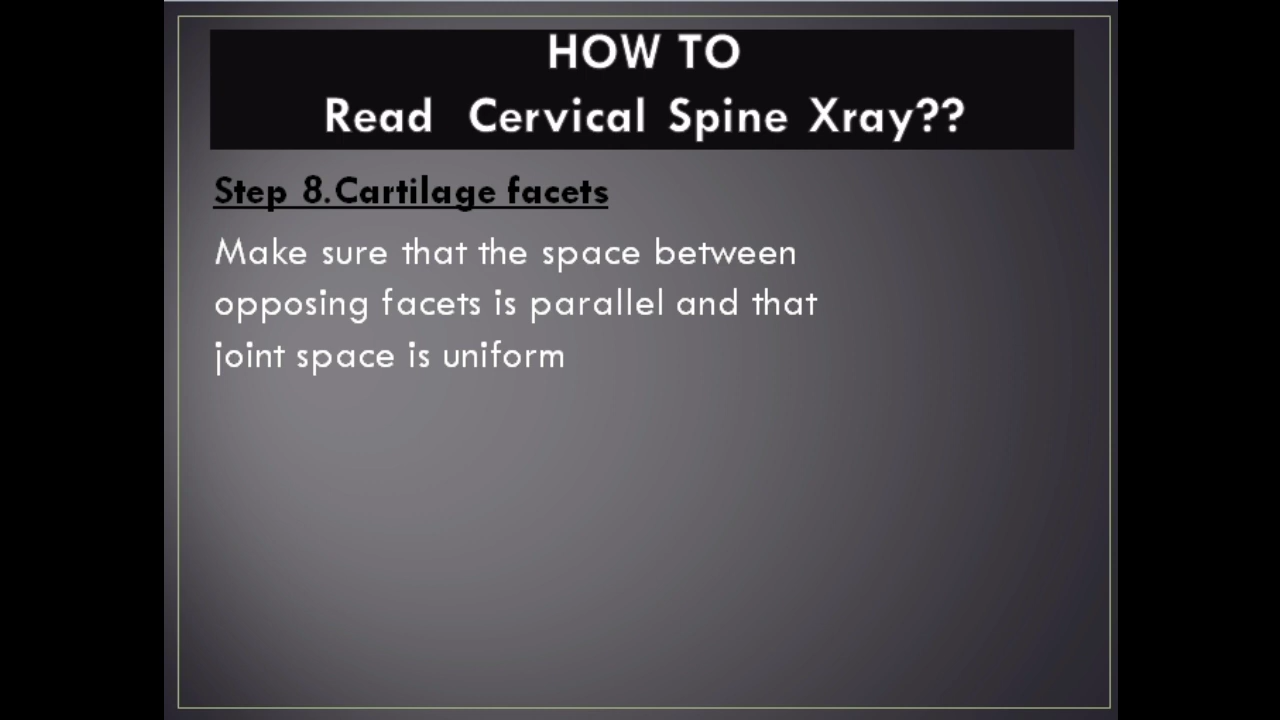 HOW TO
Read Cervical Spine Xray??
Step 8.Cartilage facets
Make sure that the space between
opposing facets is parallel and that
joint space is uniform